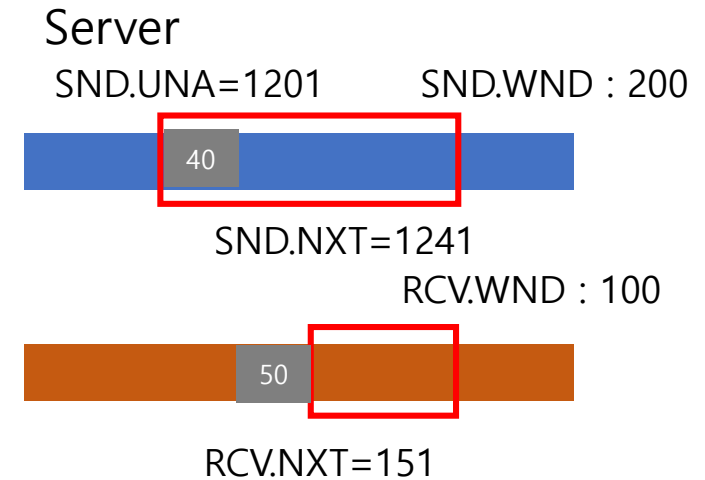 Server
SND.UNA=1201 SND.WND : 200
40
SND.NXT=1241
RCV.WND : 100
50
RCV.NXT=151